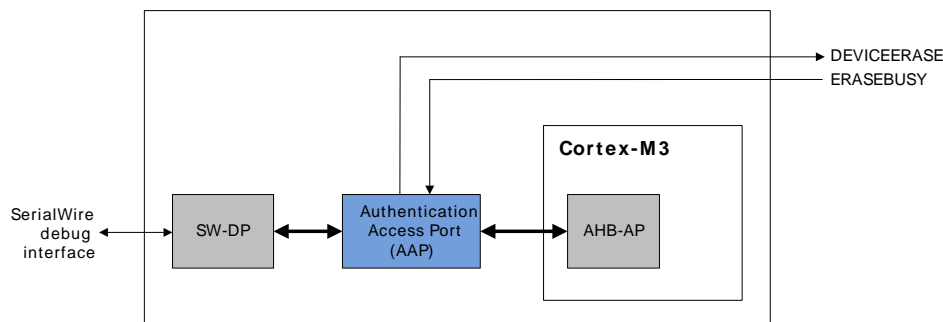 DEVICEERASE
ERASEBUSY
Cortex-M3
SerialWire
debug
interface
SW-DP
Authentication
Access Port
(AAP)
AHB-AP